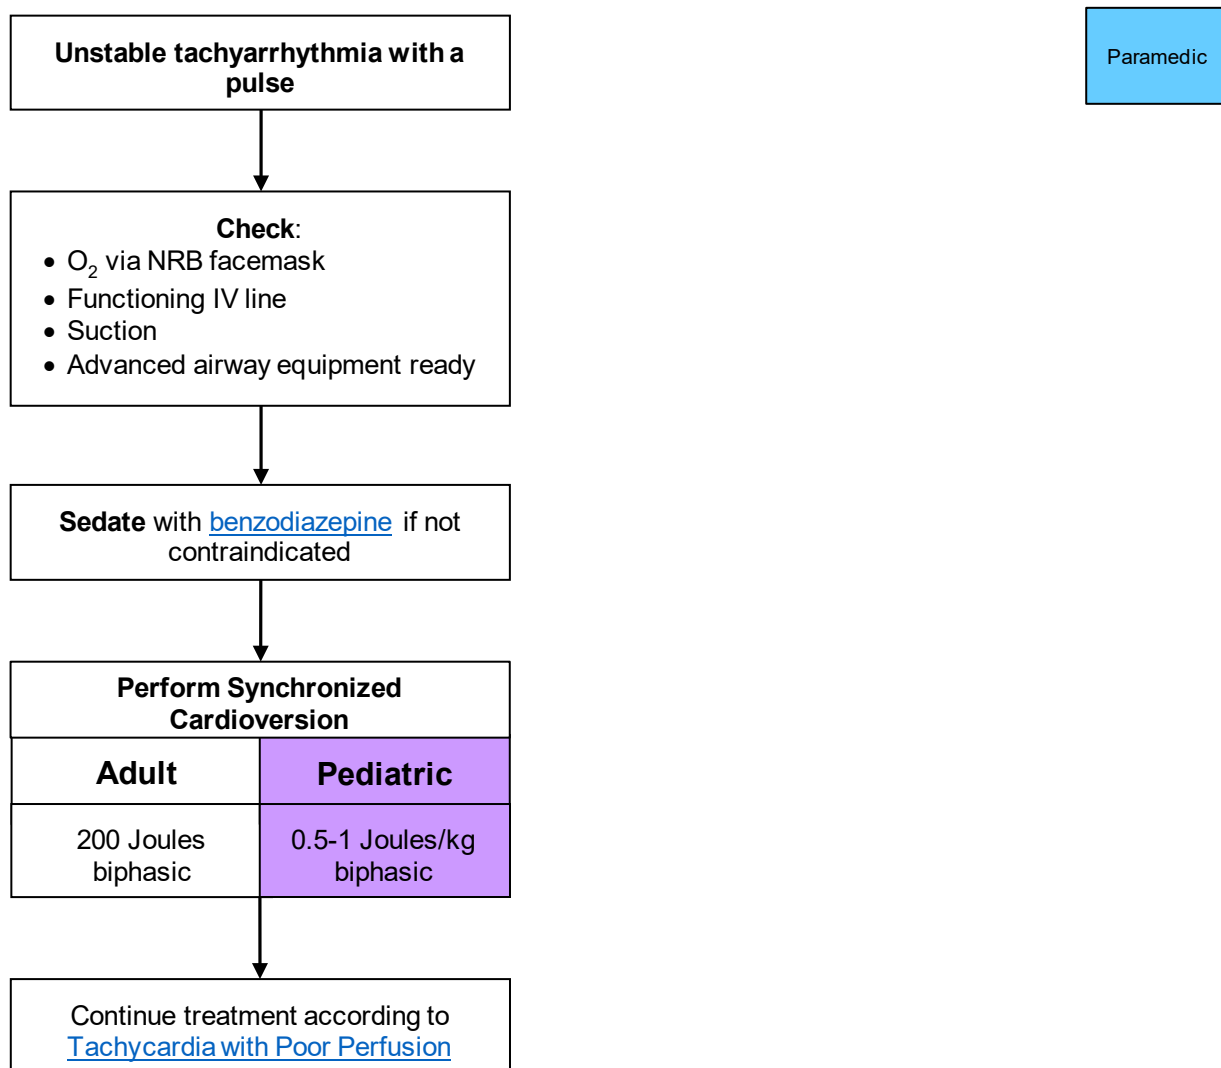 Unstable tachyarrhythmia with a
pulse
Paramedic
Check:
• O2 via NRB facemask
• Functioning IV line
• Suction
• Advanced airway equipment ready
Sedate with benzodiazepine if not
contraindicated
Perform Synchronized
Cardioversion
Adult
Pediatric
200 Joules
biphasic
0.5-1 Joules/kg
biphasic
Continue treatment according to
Tachycardia with Poor Perfusion